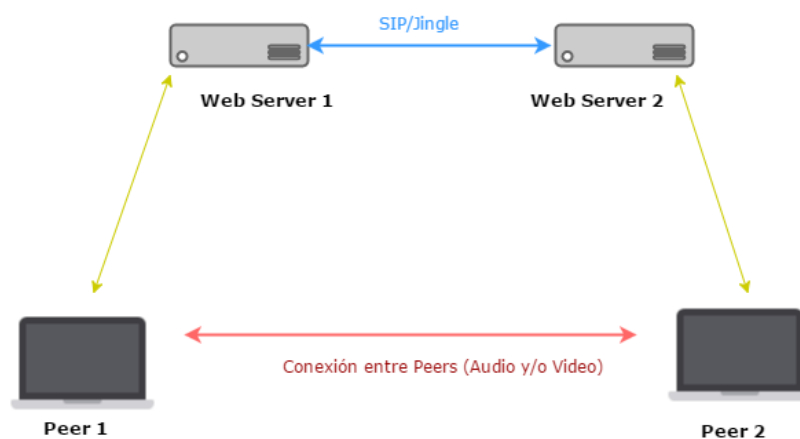 SIP/Jingle
Web Server 1
Web Server 2
Conexión entre Peers (Audio y/o Video)
Peer 1
Peer 2